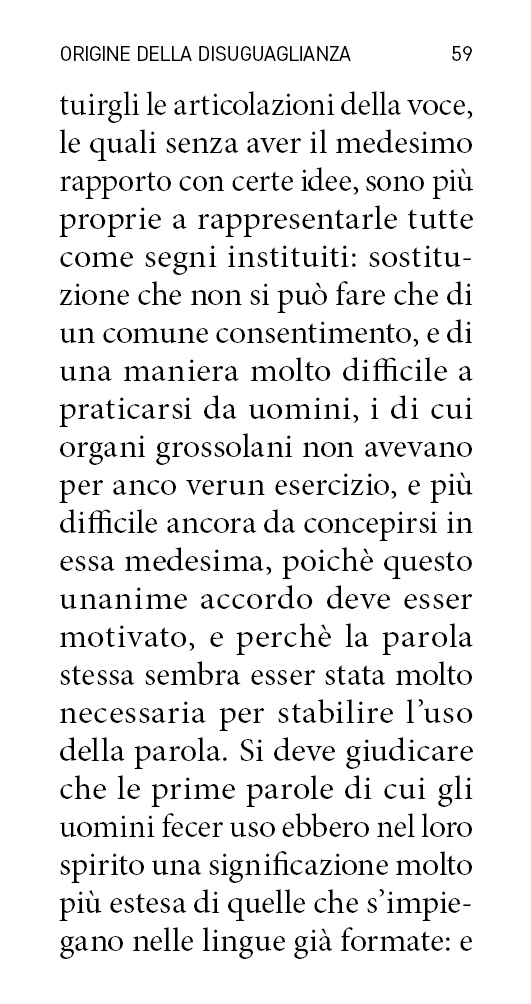 ORIGINE DELLA DISUGUAGLIANZA 59
tuirgli le articolazioni della voce,
le quali senza aver il medesimo
rapporto con certe idee, sono più
proprie a rappresentarle tutte
come segni instituiti: sostitu-
zione che non si può fare che di
un comune consentimento, e di
una maniera molto difficile a
praticarsi da uomini, i di cui
organi grossolani non avevano
per anco verun esercizio, e più
difficile ancora da concepirsi in
essa medesima, poichè questo
unanime accordo deve esser
motivato, e perchè la parola
stessa sembra esser stata molto
necessaria per stabilire l’uso
della parola. Si deve giudicare
che le prime parole di cui gli
uomini fecer uso ebbero nel loro
spirito una significazione molto
più estesa di quelle che s’impie-
gano nelle lingue già formate: e